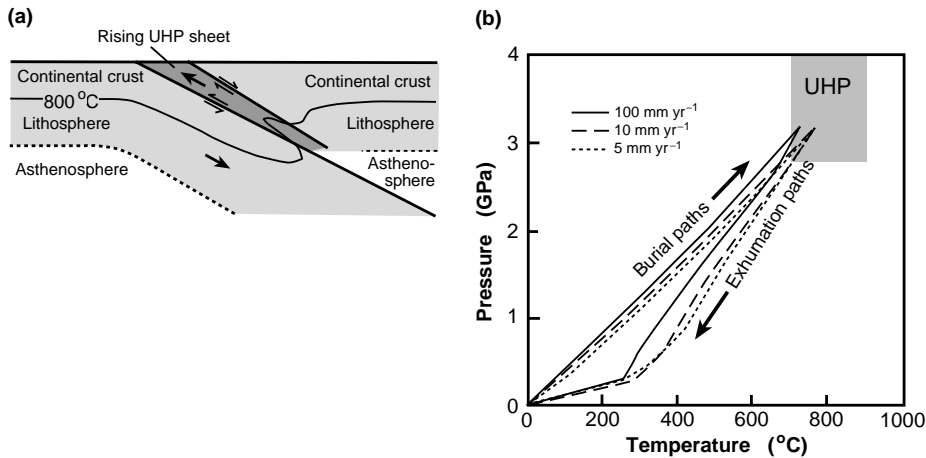 (a)
Rising UHP sheet
Continental crust
Continental crust
800 °C
Lithosphere
Lithosphere
Asthenosphere
Astheno-
sphere
(b)
4
3
2
1
0
Pressure (GPa)
UHP
100 mm yr⁻¹
10 mm yr⁻¹
5 mm yr⁻¹
Burial paths
Exhumation paths
0
200
400
600
800
1000
Temperature (°C)